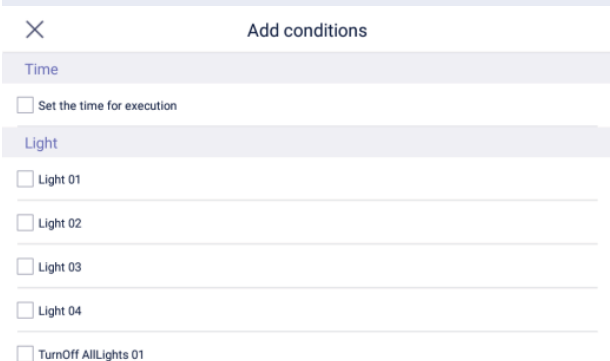 Add conditions
Time
Set the time for execution
Light
Light 01
Light 02
Light 03
Light 04
TurnOff AllLights 01